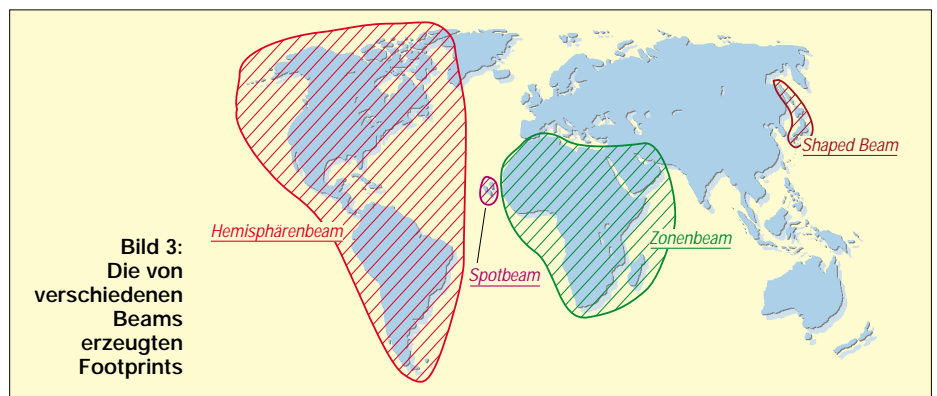 Shaped Beam
Hemisphärenbeam
Zonenbeam
Spotbeam
Bild 3:
Die von
verschiedenen
Beams
erzeugten
Footprints